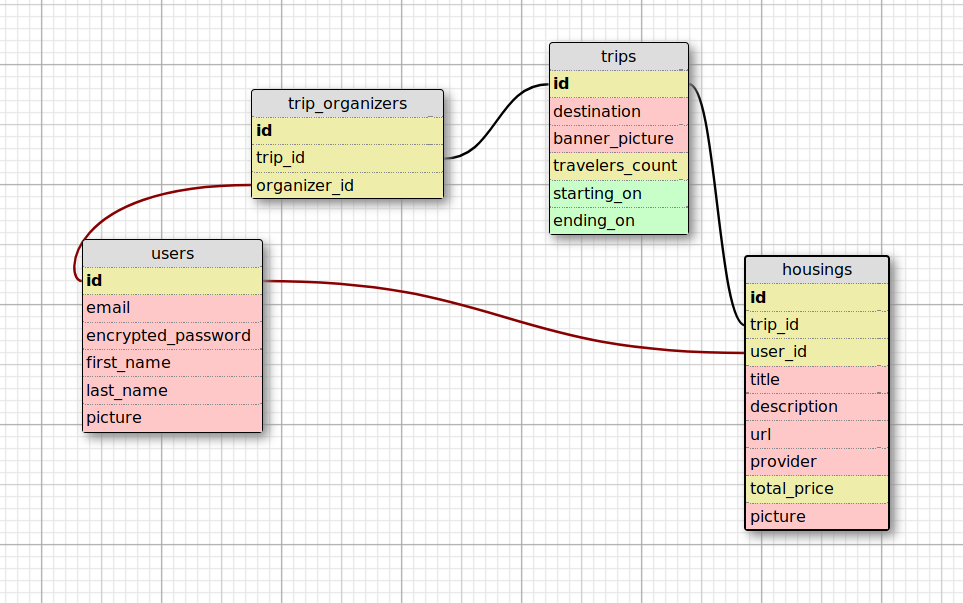 trips
id
destination
banner_picture
travelers_count
starting_on
ending_on
trip_organizers
id
trip_id
organizer_id
users
id
email
encrypted_password
first_name
last_name
picture
housings
id
trip_id
user_id
title
description
url
provider
total_price
picture